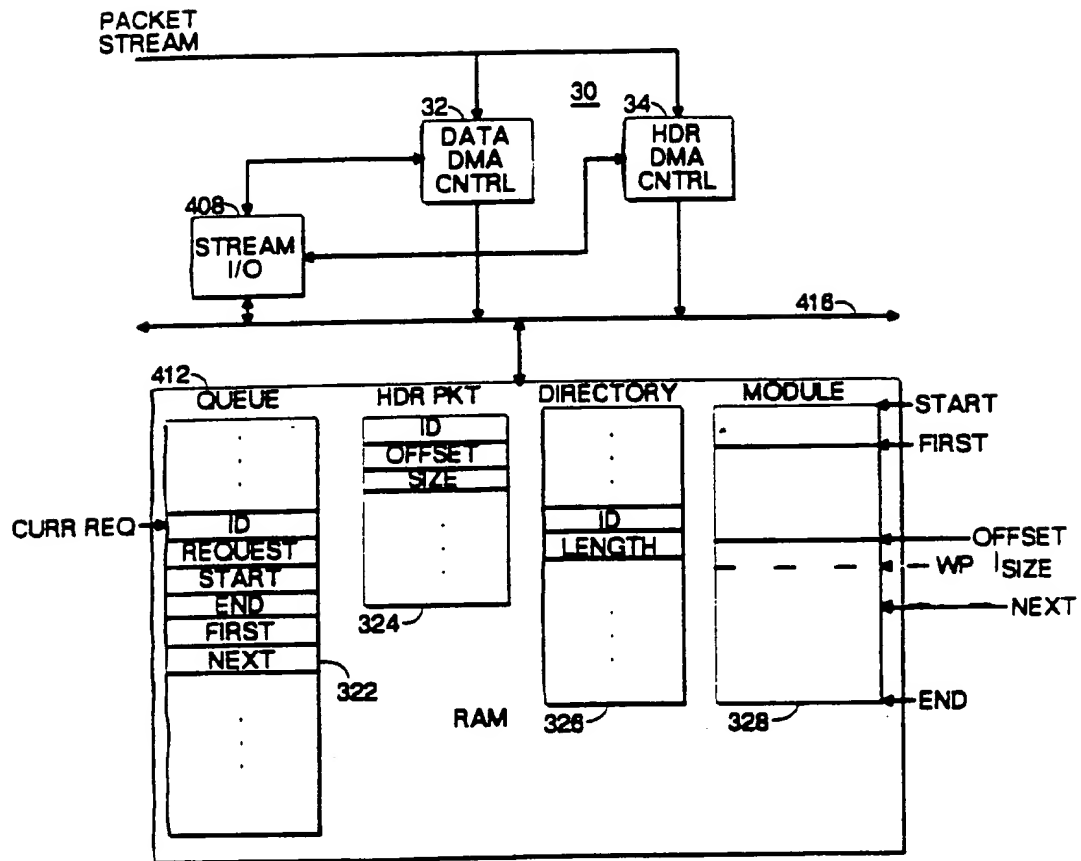 PACKET
STREAM
30
32
DATA
DMA
CNTRL
34
HDR
DMA
CNTRL
408
STREAM
I/O
416
412
QUEUE
HDR PKT
DIRECTORY
MODULE
START
FIRST
ID
OFFSET
SIZE
CURR REQ
ID
REQUEST
START
END
FIRST
NEXT
322
324
ID
LENGTH
OFFSET
WP
SIZE
NEXT
END
RAM
326
328